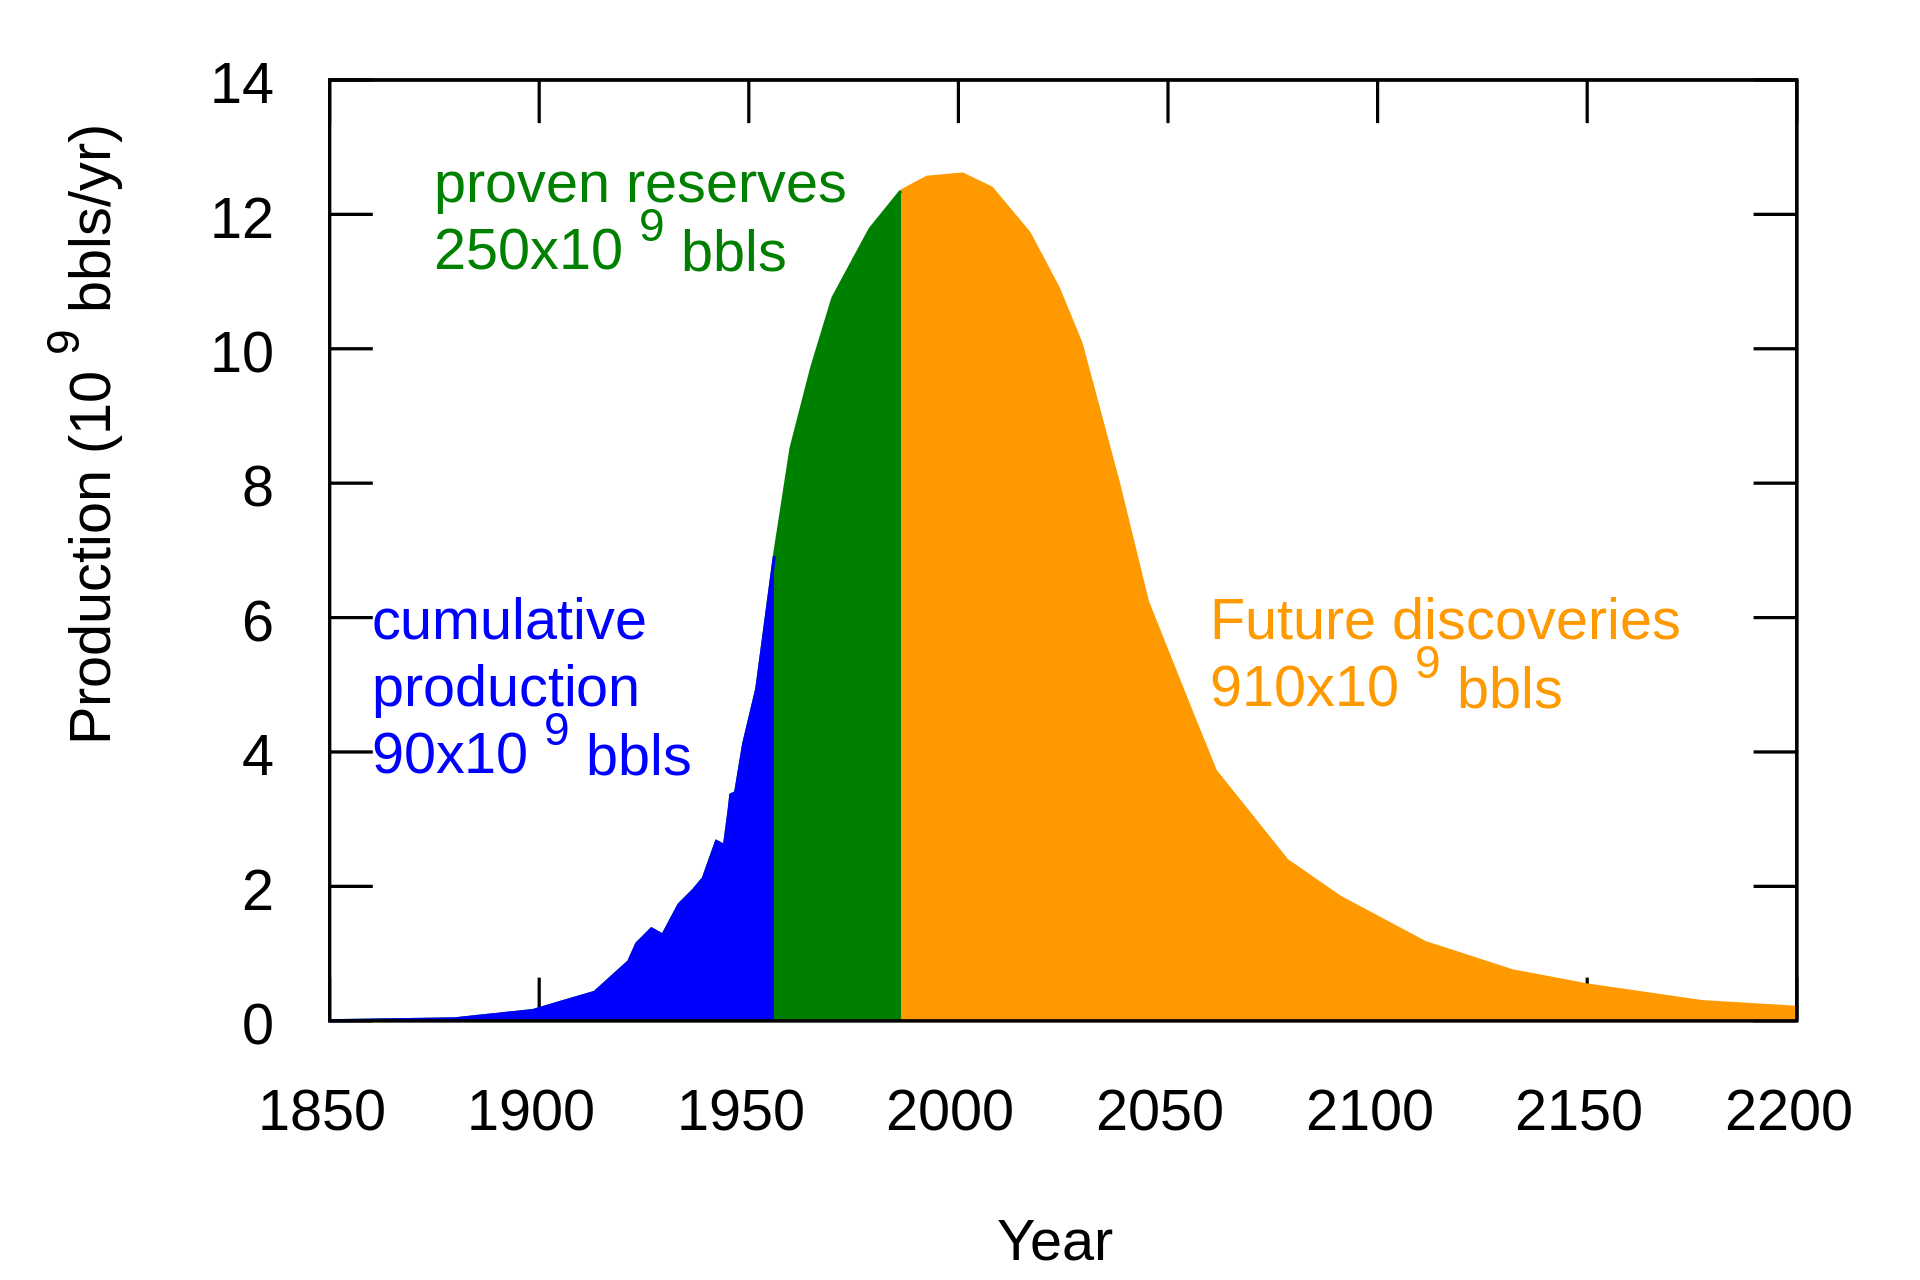 Production (10 9 bbls/yr)
14
12
10
8
6
4
2
0
proven reserves
250x10 9 bbls
cumulative
production
90x10 9 bbls
Future discoveries
910x10 9 bbls
1850 1900 1950 2000 2050 2100 2150 2200
Year